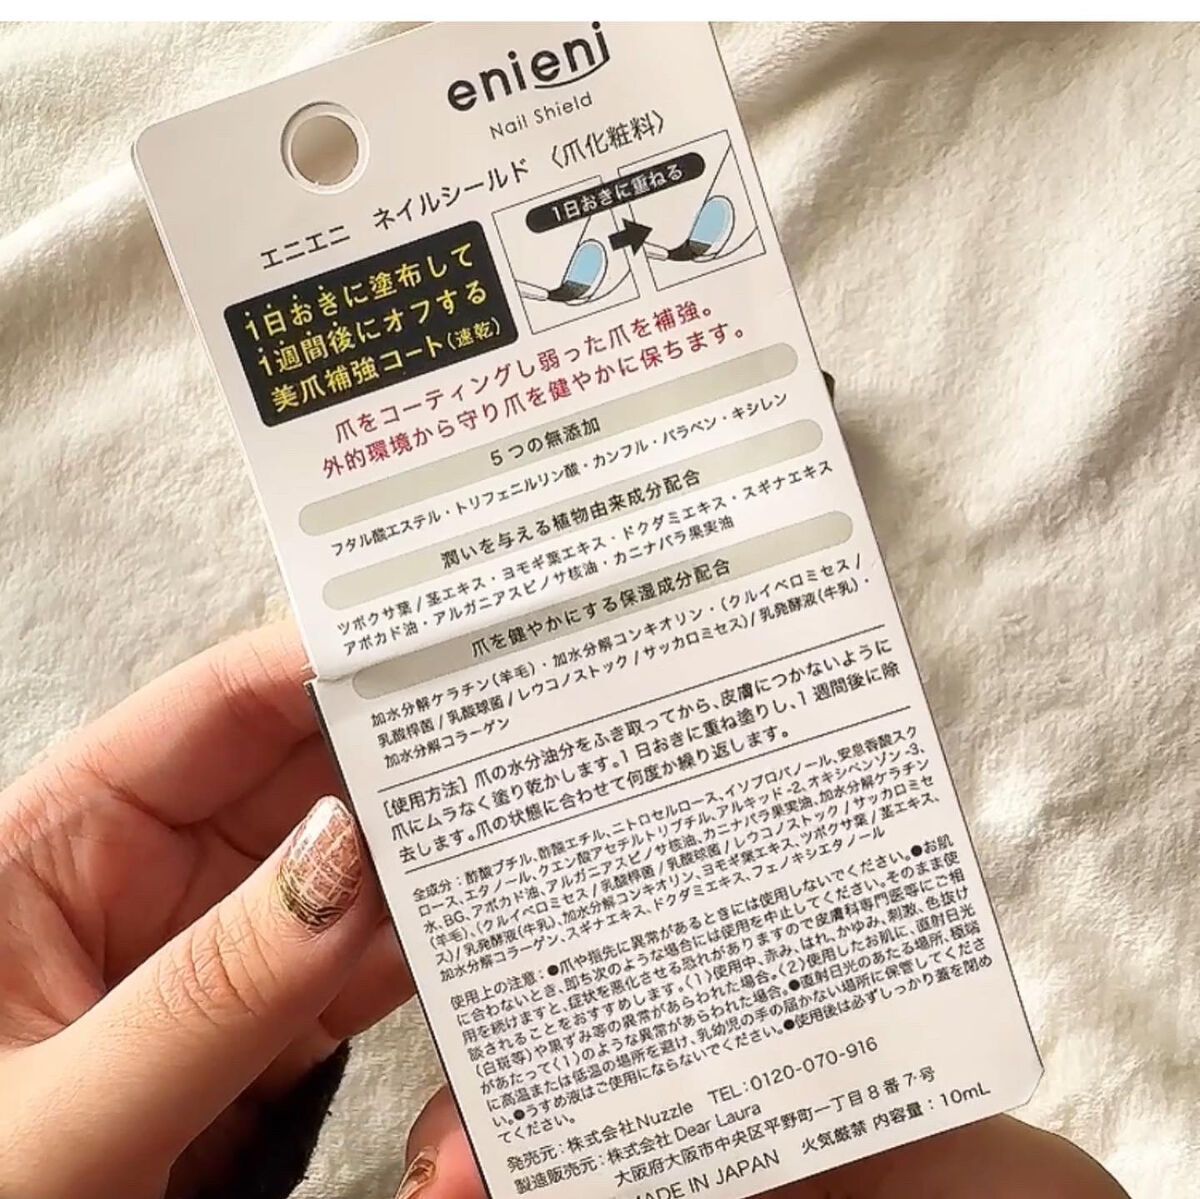 enieni
Nail Shield
エニエニ ネイルシールド 〈爪化粧料〉
1日おきに塗布して
1週間後にオフする
美爪補強コート(速乾)
1日おきに重ねる
爪をコーティングし弱った爪を補強。
外的環境から守り爪を健やかに保ちます。
5つの無添加
フタル酸エステル・トリフェニルリン酸・カンフル・パラベン・キシレン
潤いを与える植物由来成分配合
ツボクサ葉/茎エキス・ヨモギ葉エキス・ドクダミエキス・スギナエキス
アボカド油・アルガニアスピノサ核油・カニナバラ果実油
爪を健やかにする保湿成分配合
加水分解ケラチン(羊毛)・加水分解コンキオリン・(クルイベロミセス/
乳酸桿菌/乳酸球菌/レウコノストック/サッカロミセス)/乳発酵液(牛乳)・
加水分解コラーゲン
[使用方法] 爪の水分油分をふき取ってから、皮膚につかないように
爪にムラなく塗り乾かします。1日おきに重ね塗りし、1週間後に除
去します。爪の状態に合わせて何度か繰り返します。
全成分:酢酸ブチル、酢酸エチル、ニトロセルロース、イソプロパノール、安息香酸スク
ロース、エタノール、クエン酸アセチルトリブチル、アルキッド-2、オキシベンゾン-3、
水、BG、アボカド油、アルガニアスピノサ核油、カニナバラ果実油、加水分解ケラチン
(羊毛)、(クルイベロミセス/乳酸桿菌/乳酸球菌/レウコノストック/サッカロミセ
ス)/乳発酵液(牛乳)、加水分解コンキオリン、ヨモギ葉エキス、ツボクサ葉/茎エキス、
加水分解コラーゲン、スギナエキス、ドクダミエキス、フェノキシエタノール
使用上の注意:●爪や指先に異常があるときには使用しないでください。●お肌
に合わないとき、即ち次のような場合には使用を中止してください。そのまま使
用を続けますと、症状を悪化させる恐れがありますので皮膚科専門医等にご相
談されることをおすすめします。(1)使用中、赤み、はれ、かゆみ、刺激、色抜け
(白斑等)や黒ずみ等の異常があらわれた場合。(2)使用したお肌に、直射日光
があたって(1)のような異常があらわれた場合。●直射日光のあたる場所、極端
に高温または低温の場所を避け、乳幼児の手の届かない場所に保管してくださ
い。●うすめ液はご使用にならないでください。●使用後は必ずしっかり蓋を閉め
てください。
発売元:株式会社Nuzzle TEL:0120-070-916
製造販売元:株式会社Dear Laura
大阪府大阪市中央区平野町一丁目8番7号
MADE IN JAPAN 火気厳禁 内容量:10mL